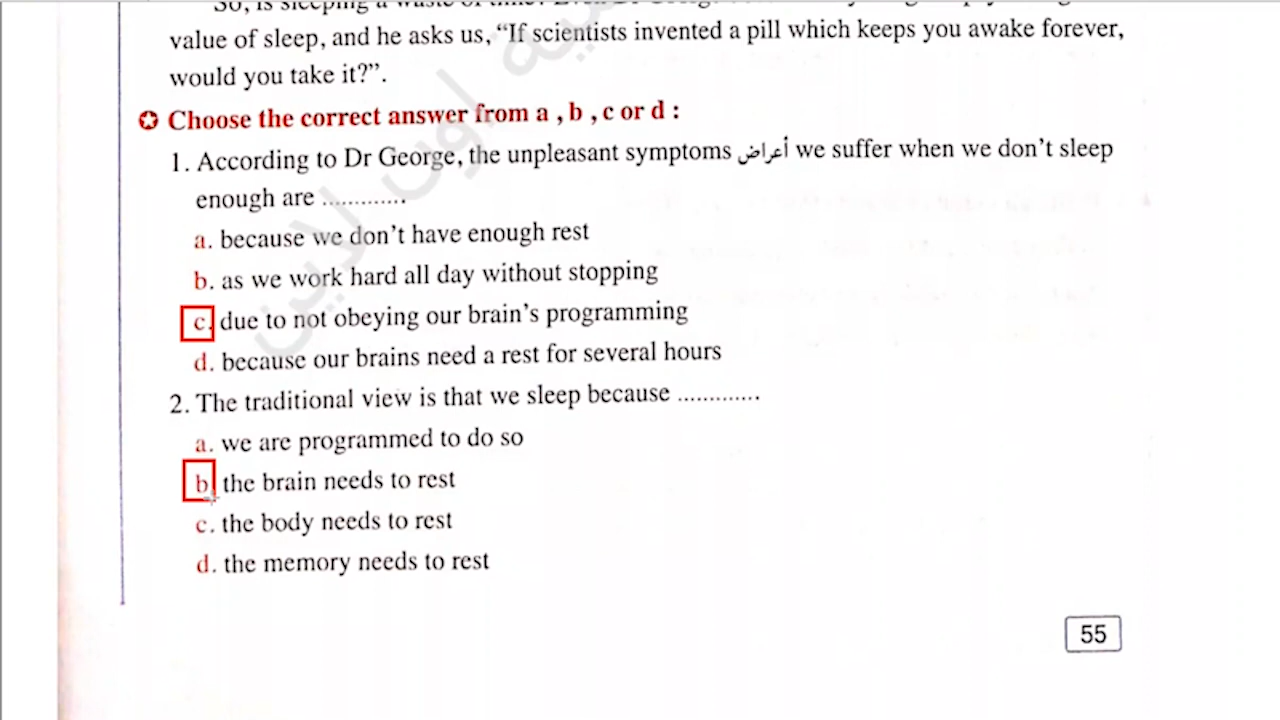 value of sleep, and he asks us, “If scientists invented a pill which keeps you awake forever,
would you take it?”.
✪ Choose the correct answer from a , b , c or d :
1. According to Dr George, the unpleasant symptoms أعراض we suffer when we don’t sleep
enough are ............
a. because we don’t have enough rest
b. as we work hard all day without stopping
c. due to not obeying our brain’s programming
d. because our brains need a rest for several hours
2. The traditional view is that we sleep because .............
a. we are programmed to do so
b. the brain needs to rest
c. the body needs to rest
d. the memory needs to rest
اون لاين
55